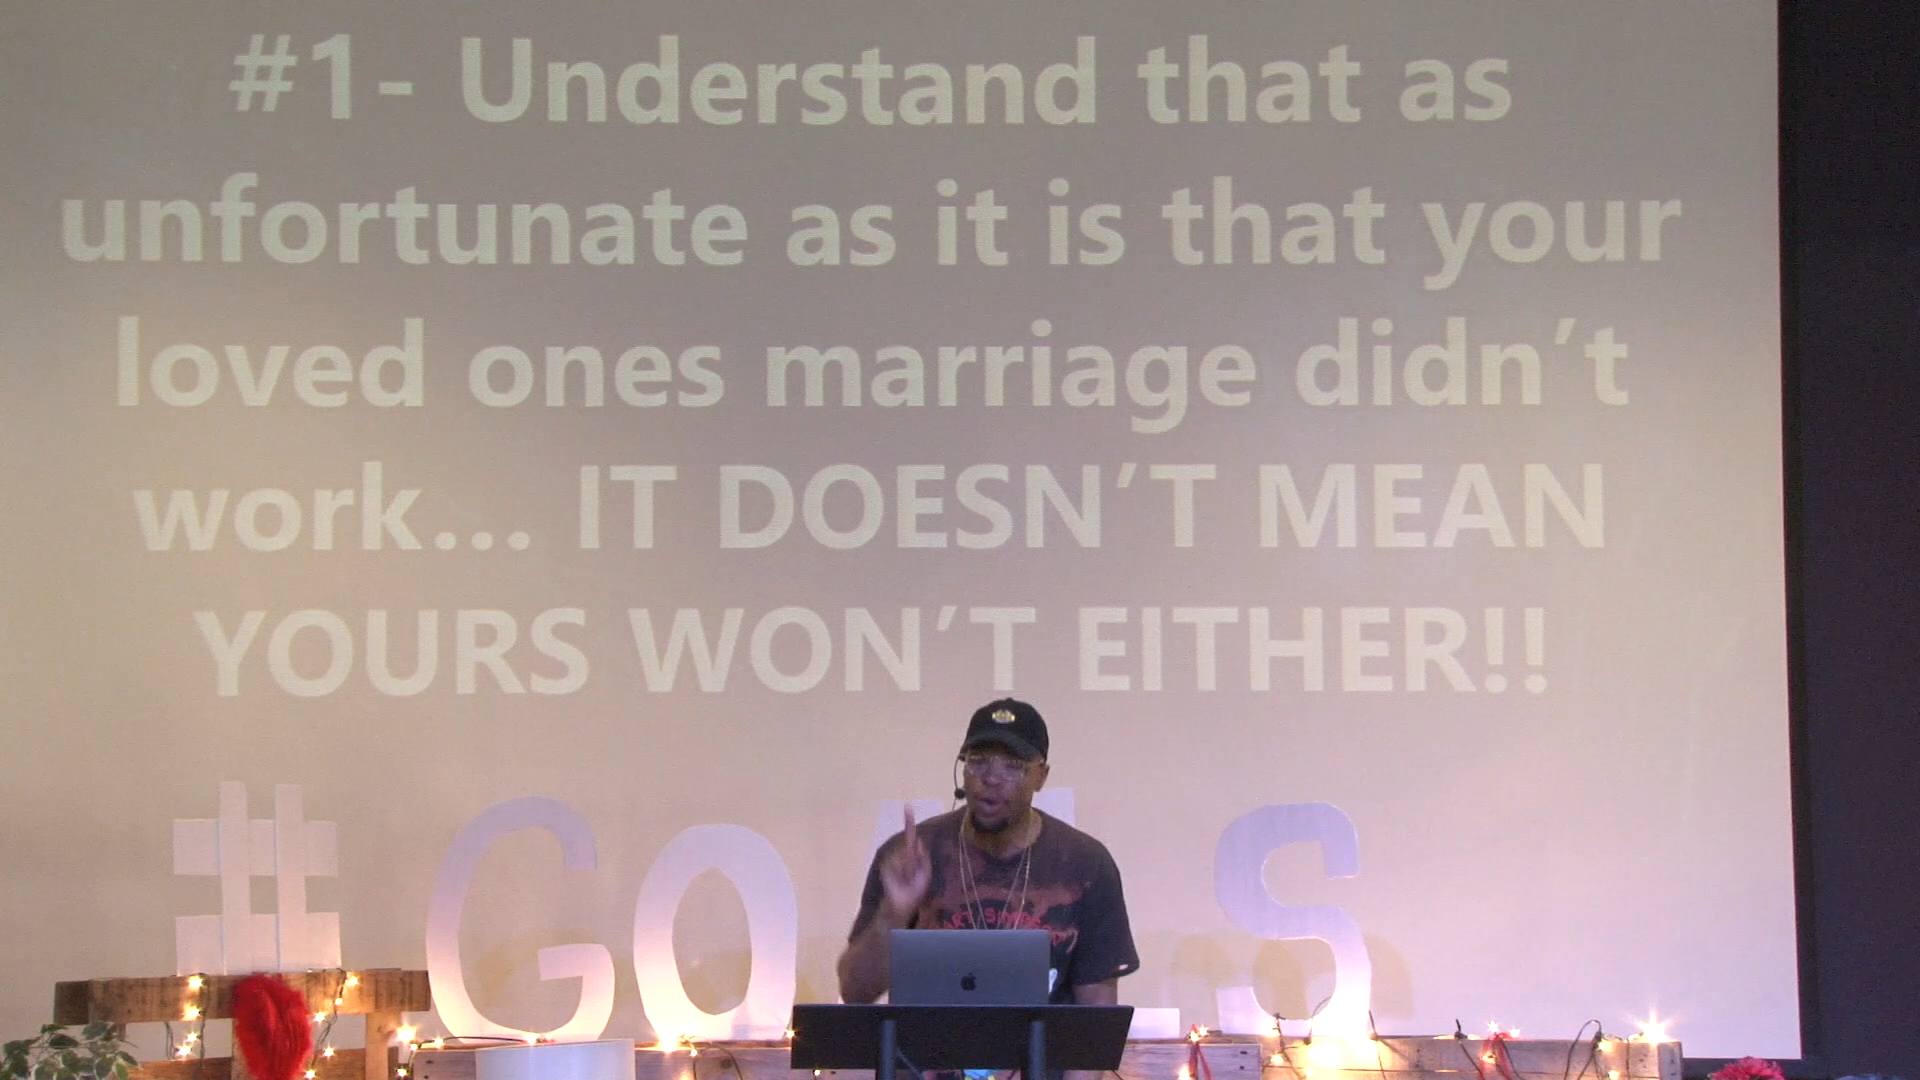 #1- Understand that as
unfortunate as it is that your
loved ones marriage didn't
work... IT DOESN'T MEAN
YOURS WON'T EITHER!!
#GOALS